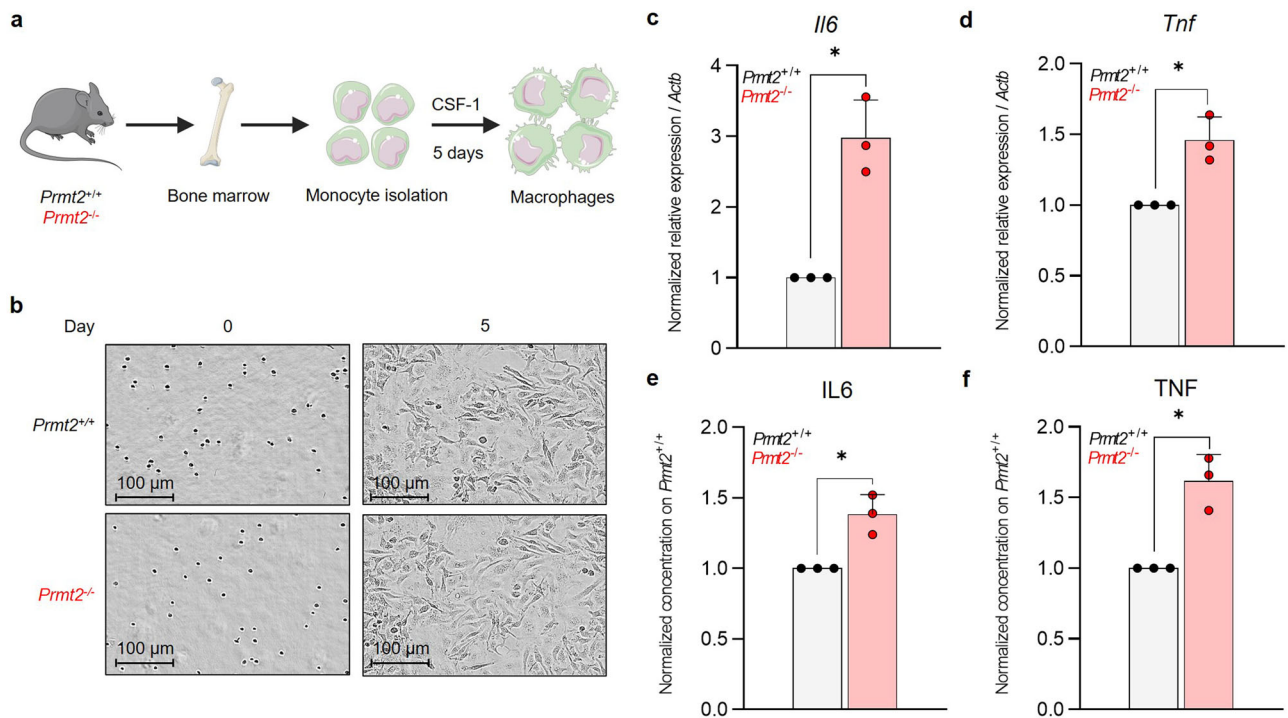 a
CSF-1
5 days
Prmt2+/+
Prmt2-/-
Bone marrow
Monocyte isolation
Macrophages
b
Day
0
5
Prmt2+/+
100 µm
100 µm
Prmt2-/-
100 µm
100 µm
c
Il6
Normalized relative expression / Actb
Prmt2+/+
Prmt2-/-
*
4
3
2
1
0
d
Tnf
Normalized relative expression / Actb
Prmt2+/+
Prmt2-/-
*
2.0
1.5
1.0
0.5
0.0
e
IL6
Normalized concentration on Prmt2+/+
Prmt2+/+
Prmt2-/-
*
2.0
1.5
1.0
0.5
0.0
f
TNF
Normalized concentration on Prmt2+/+
Prmt2+/+
Prmt2-/-
*
2.0
1.5
1.0
0.5
0.0